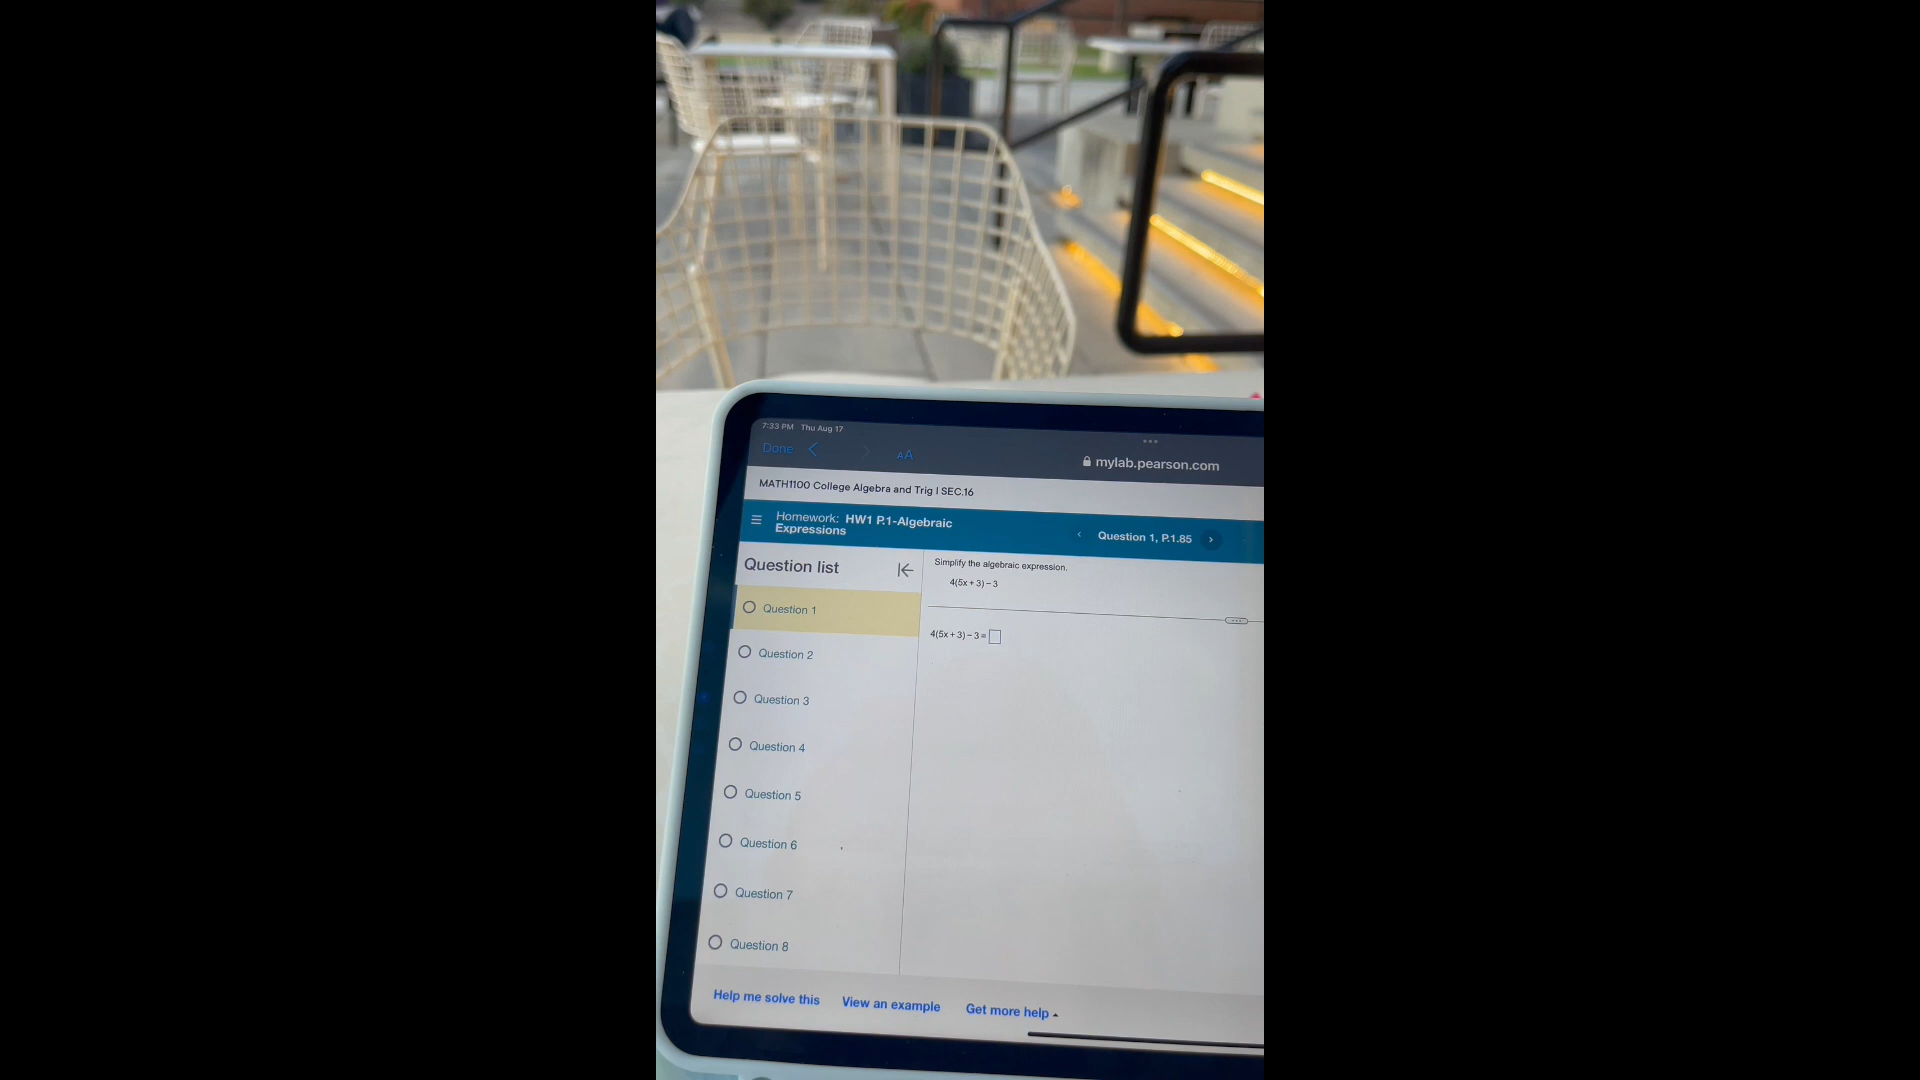 7:33 PM Thu Aug 17
Done AA
mylab.pearson.com
MATH1100 College Algebra and Trig I SEC.16
Homework: HW1 P.1-Algebraic
Expressions
Question 1, P.1.85
Question list
Simplify the algebraic expression.
4(5x + 3) – 3
4(5x + 3) – 3 =
Question 1
Question 2
Question 3
Question 4
Question 5
Question 6
Question 7
Question 8
Help me solve this View an example Get more help